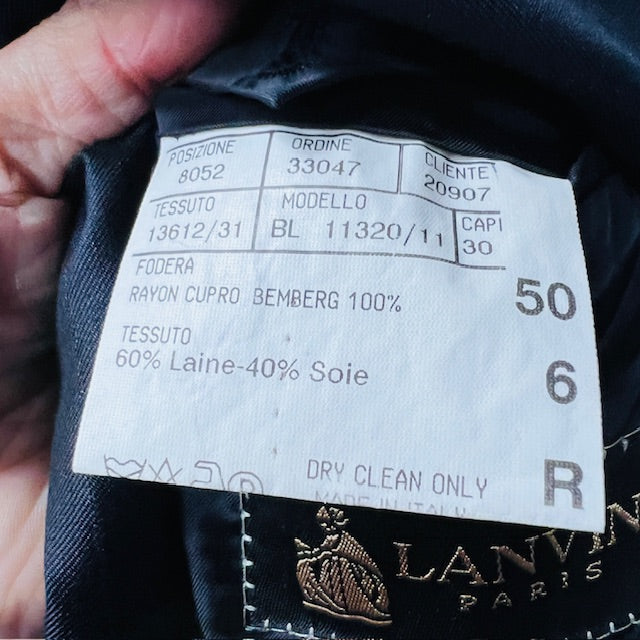 POSIZIONE ORDINE CLIENTE
8052 33047 20907
TESSUTO MODELLO CAPI
13612/31 BL 11320/11 30
FODERA
RAYON CUPRO BEMBERG 100% 50
TESSUTO
60% Laine-40% Soie 6
DRY CLEAN ONLY R
MADE IN ITALY
LANVIN
PARIS